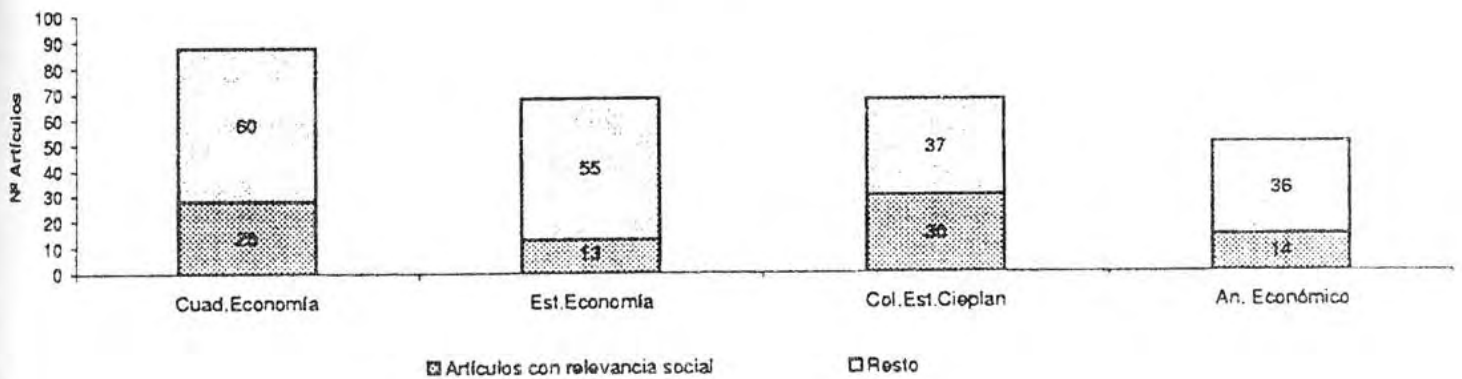 100
90
80
70
60
50
40
30
20
10
0
Nº Artículos
60
28
55
13
37
30
36
14
Cuad.Economía
Est.Economía
Col.Est.Cieplan
An. Económico
Artículos con relevancia social
Resto